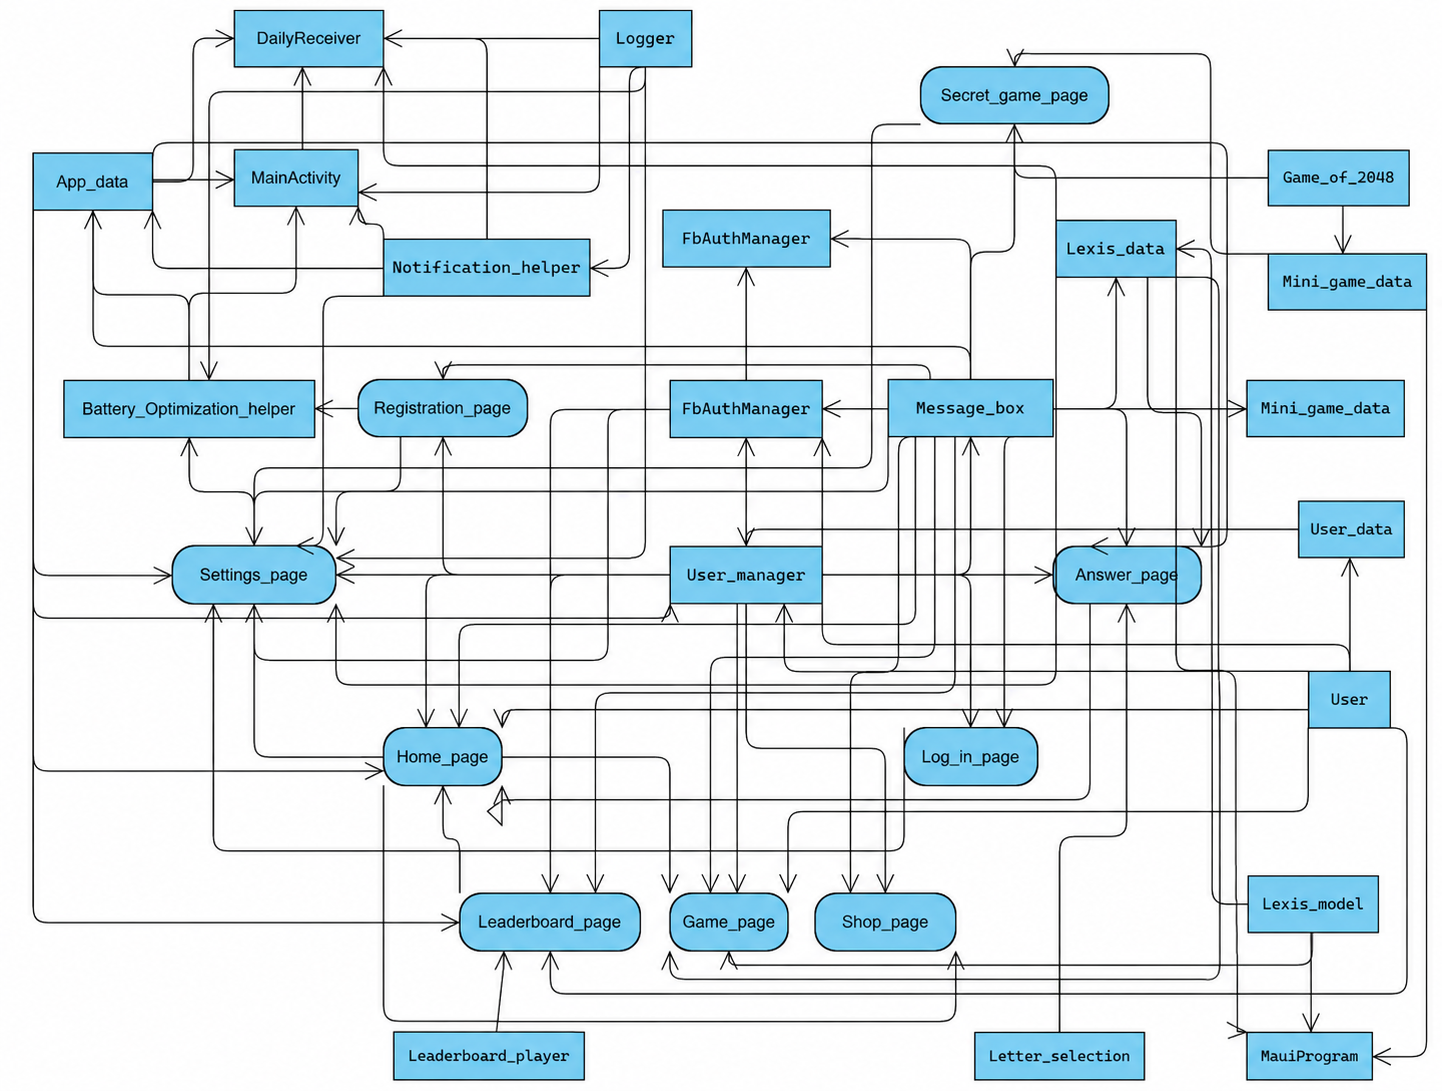 DailyReceiver
Logger
Secret_game_page
App_data
MainActivity
Game_of_2048
FbAuthManager
Lexis_data
Notification_helper
Mini_game_data
Battery_Optimization_helper
Registration_page
FbAuthManager
Message_box
Mini_game_data
User_data
Settings_page
User_manager
Answer_page
User
Home_page
Log_in_page
Lexis_model
Leaderboard_page
Game_page
Shop_page
Leaderboard_player
Letter_selection
MauiProgram